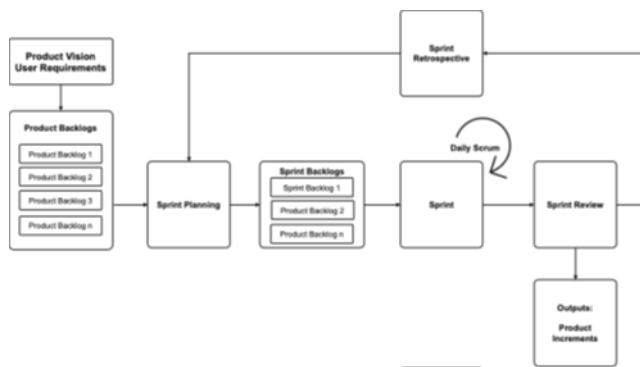 Product Vision
User Requirements
Sprint
Retrospective
Product Backlogs
Product Backlog 1
Product Backlog 2
Product Backlog 3
Product Backlog n
Sprint Planning
Sprint Backlogs
Sprint Backlog 1
Product Backlog 2
Product Backlog n
Daily Scrum
Sprint
Sprint Review
Outputs:
Product
Increments